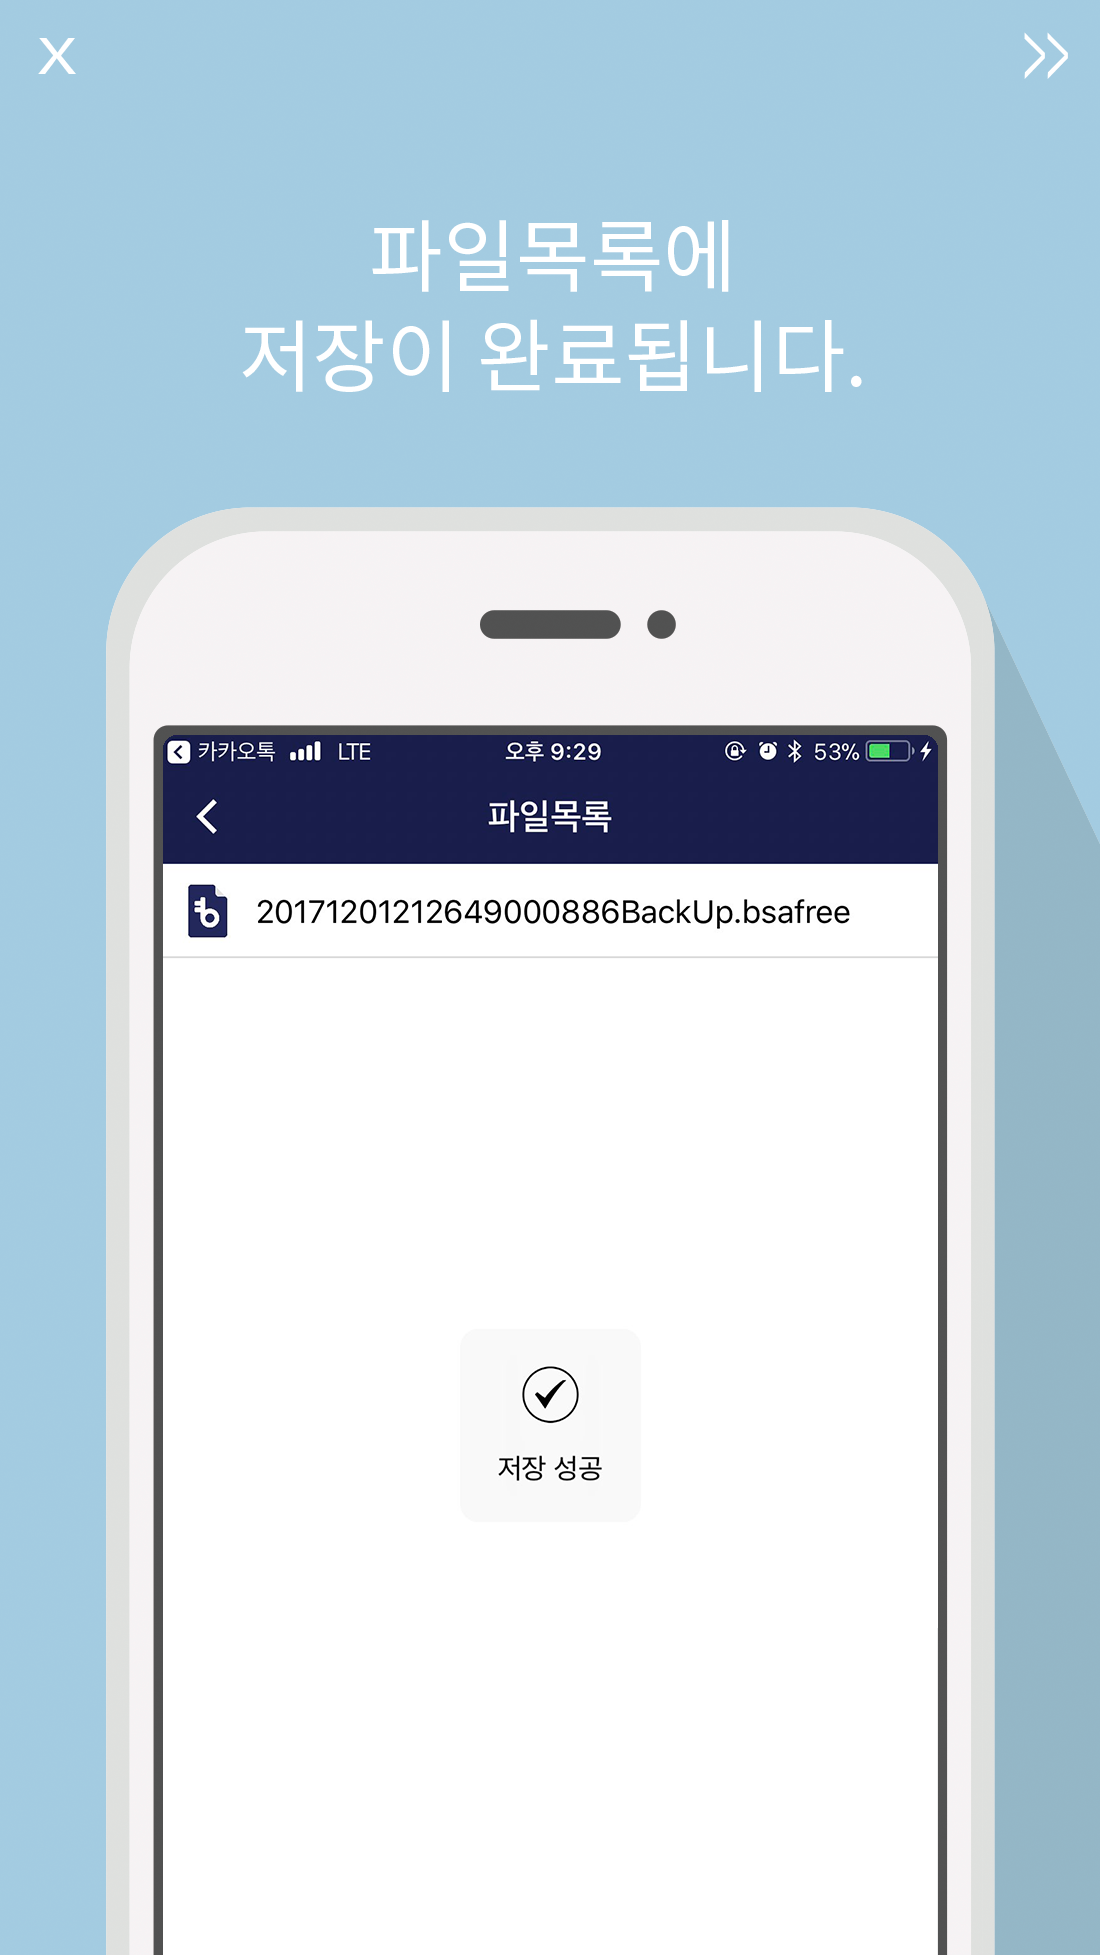 X
파일목록에
저장이 완료됩니다.
카카오톡 LTE 오후 9:29 53%
파일목록
20171201212649000886BackUp.bsafree
저장 성공